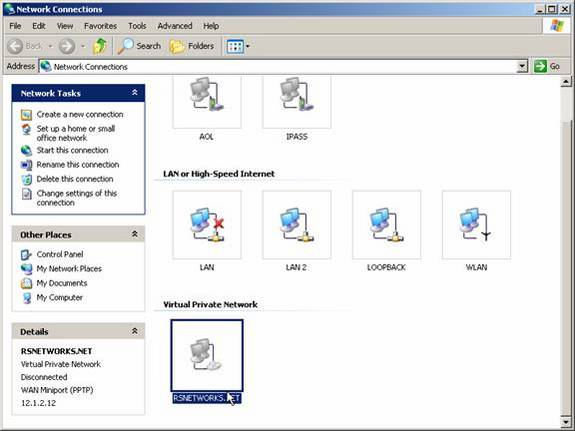 Network Connections
File Edit View Favorites Tools Advanced Help
Back Search Folders
Address Network Connections Go
Network Tasks
Create a new connection
Set up a home or small
office network
Start this connection
Rename this connection
Delete this connection
Change settings of this
connection
Other Places
Control Panel
My Network Places
My Documents
My Computer
Details
RSNETWORKS.NET
Virtual Private Network
Disconnected
WAN Miniport (PPTP)
12.1.2.12
AOL IPASS
LAN or High-Speed Internet
LAN LAN 2 LOOPBACK WLAN
Virtual Private Network
RSNETWORKS.NET